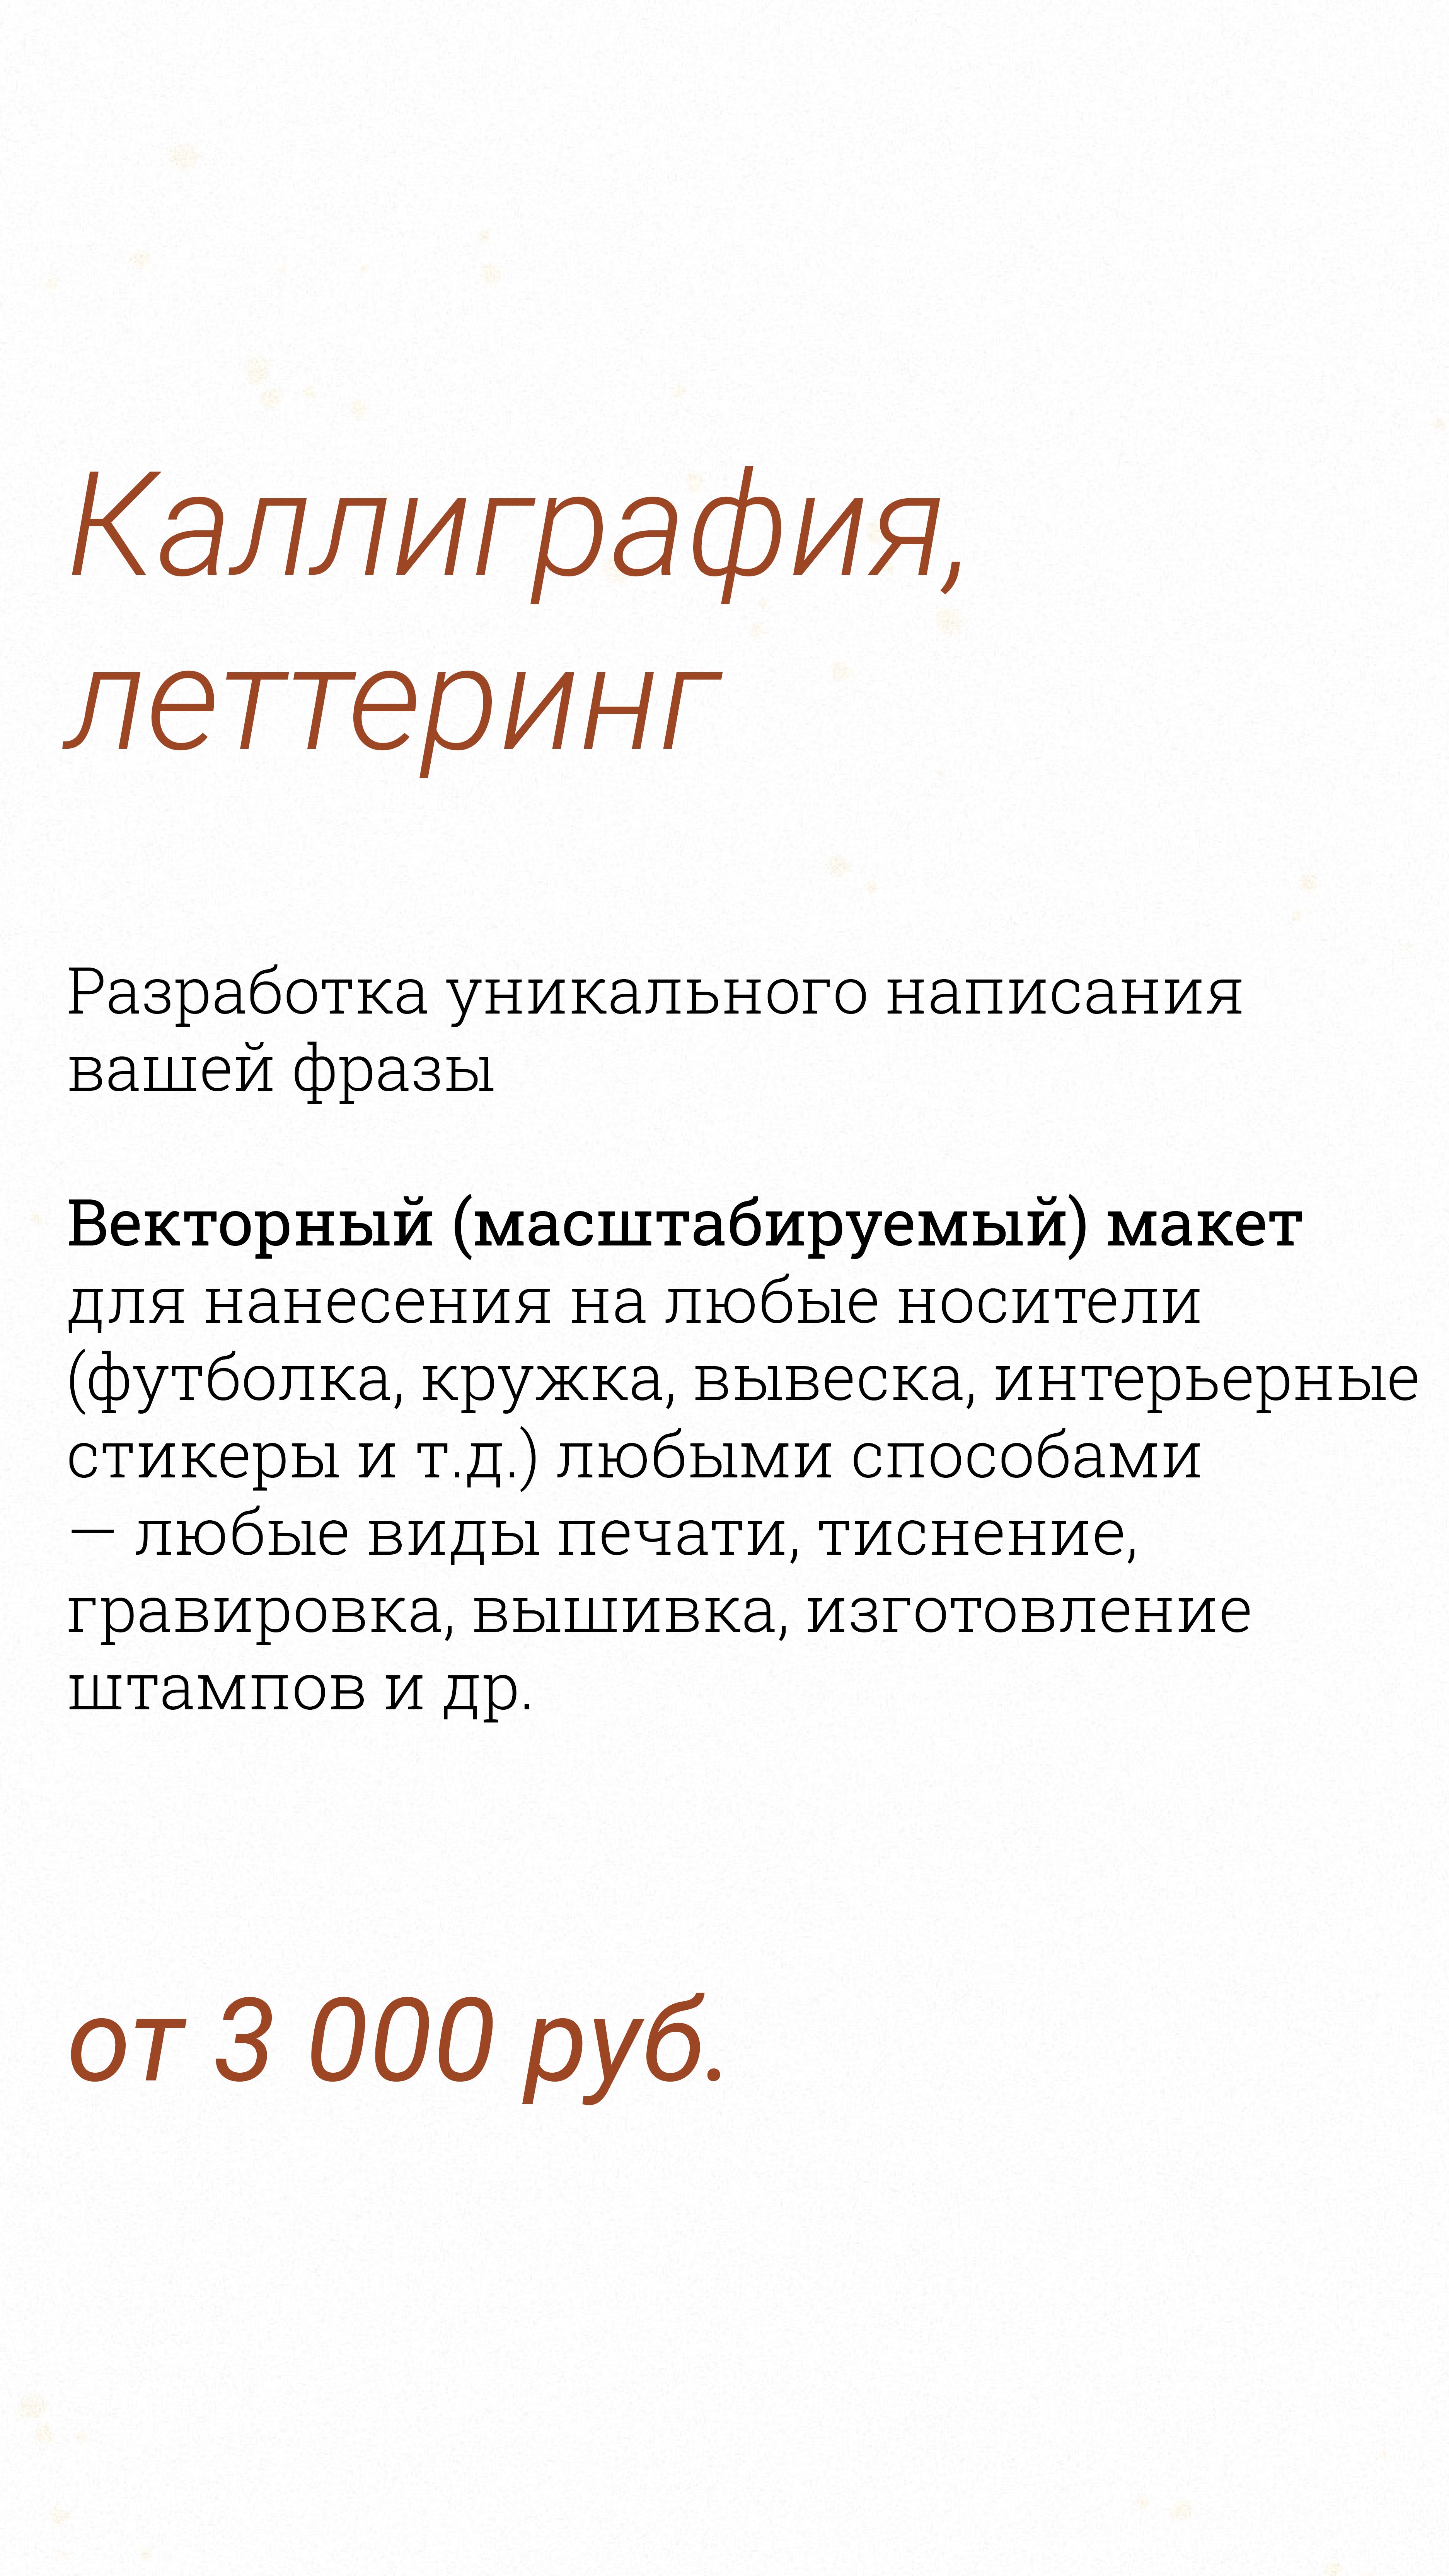 Каллиграфия,
леттеринг
Разработка уникального написания
вашей фразы
Векторный (масштабируемый) макет
для нанесения на любые носители
(футболка, кружка, вывеска, интерьерные
стикеры и т.д.) любыми способами
— любые виды печати, тиснение,
гравировка, вышивка, изготовление
штампов и др.
от 3 000 руб.